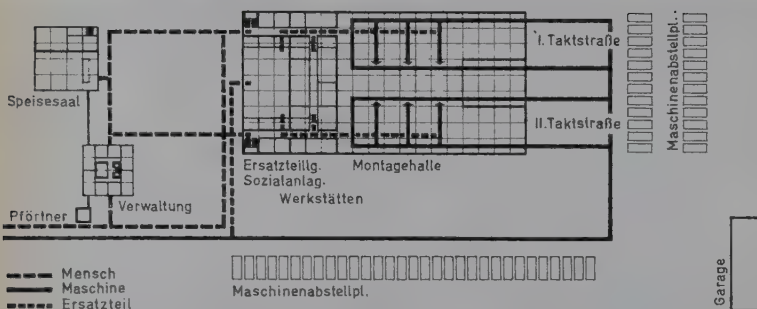 I. Taktstraße
Speisesaal
II. Taktstraße
Maschinenabstellpl.
Ersatzteillg.
Sozialanlag.
Werkstätten
Montagehalle
Verwaltung
Pförtner
Mensch
Maschine
Ersatzteil
Maschinenabstellpl.
Garage